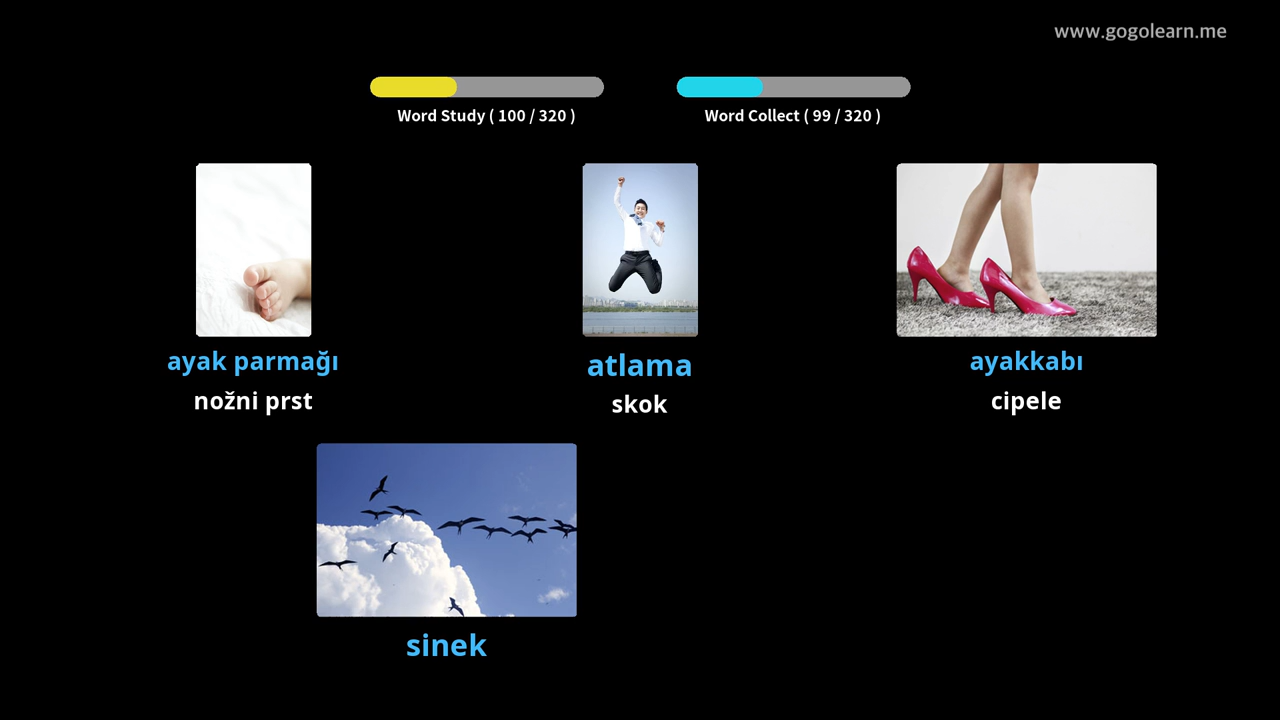 www.gogolearn.me
Word Study ( 100 / 320 )
Word Collect ( 99 / 320 )
ayak parmağı
atlama
ayakkabı
nožni prst
skok
cipele
sinek